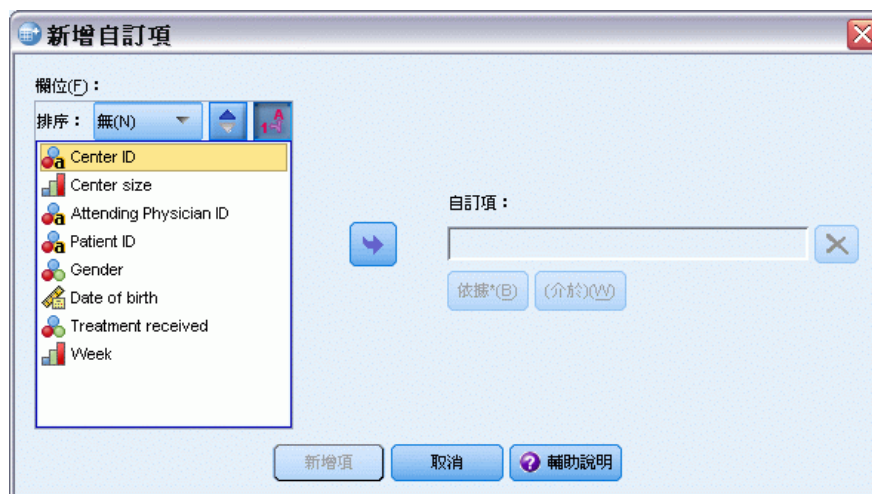 新增自訂項
欄位(F)：
排序： 無(N)
Center ID
Center size
Attending Physician ID
Patient ID
Gender
Date of birth
Treatment received
Week
自訂項：
依據*(B) (介於)(W)
新增項 取消 輔助說明